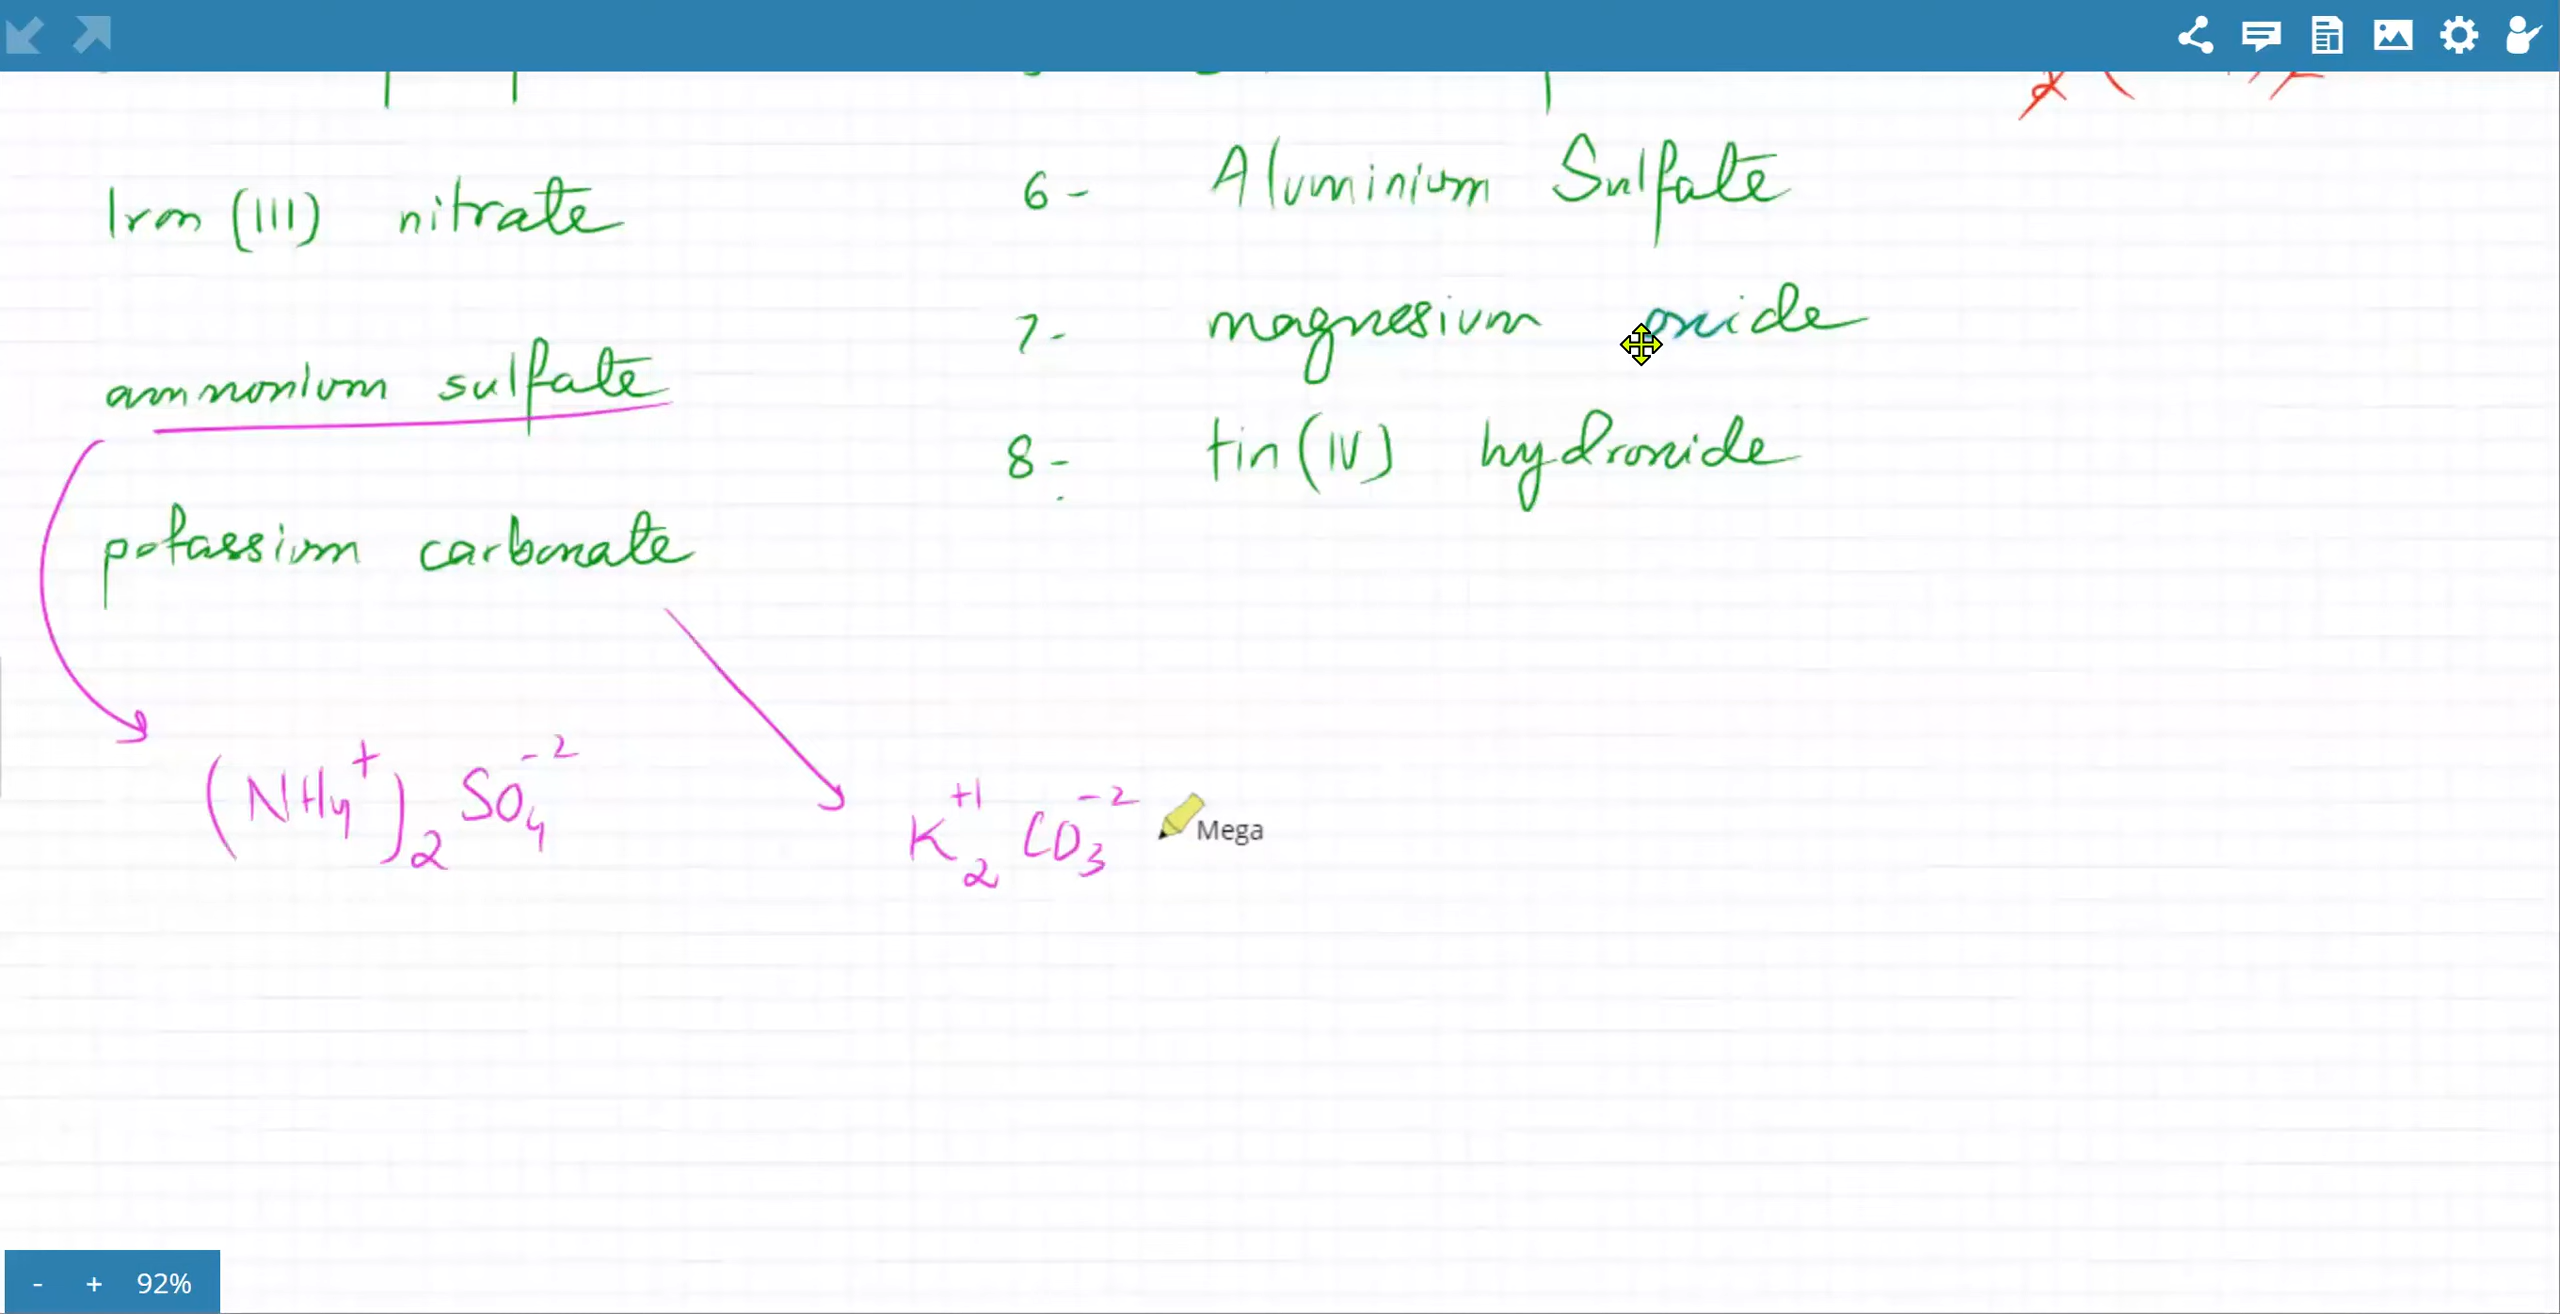 Iron (III) nitrate
ammonium sulfate
potassium carbonate
6 - Aluminium Sulfate
7 - magnesium oxide
8 - tin (IV) hydroxide
(NH4+)2 SO4-2
K2+1 CO3-2
Mega
- + 92%